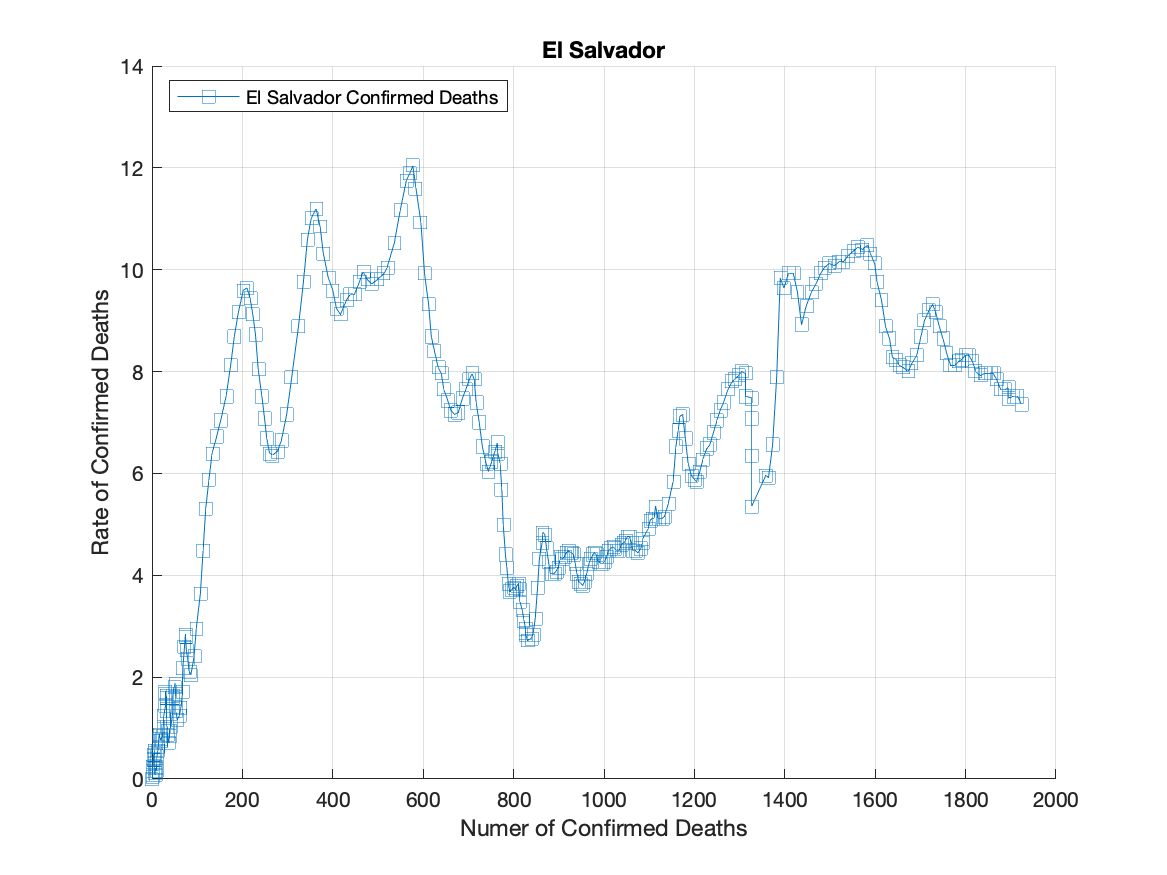 El Salvador
El Salvador Confirmed Deaths
14
12
10
8
6
4
2
0
Rate of Confirmed Deaths
0 200 400 600 800 1000 1200 1400 1600 1800 2000
Numer of Confirmed Deaths